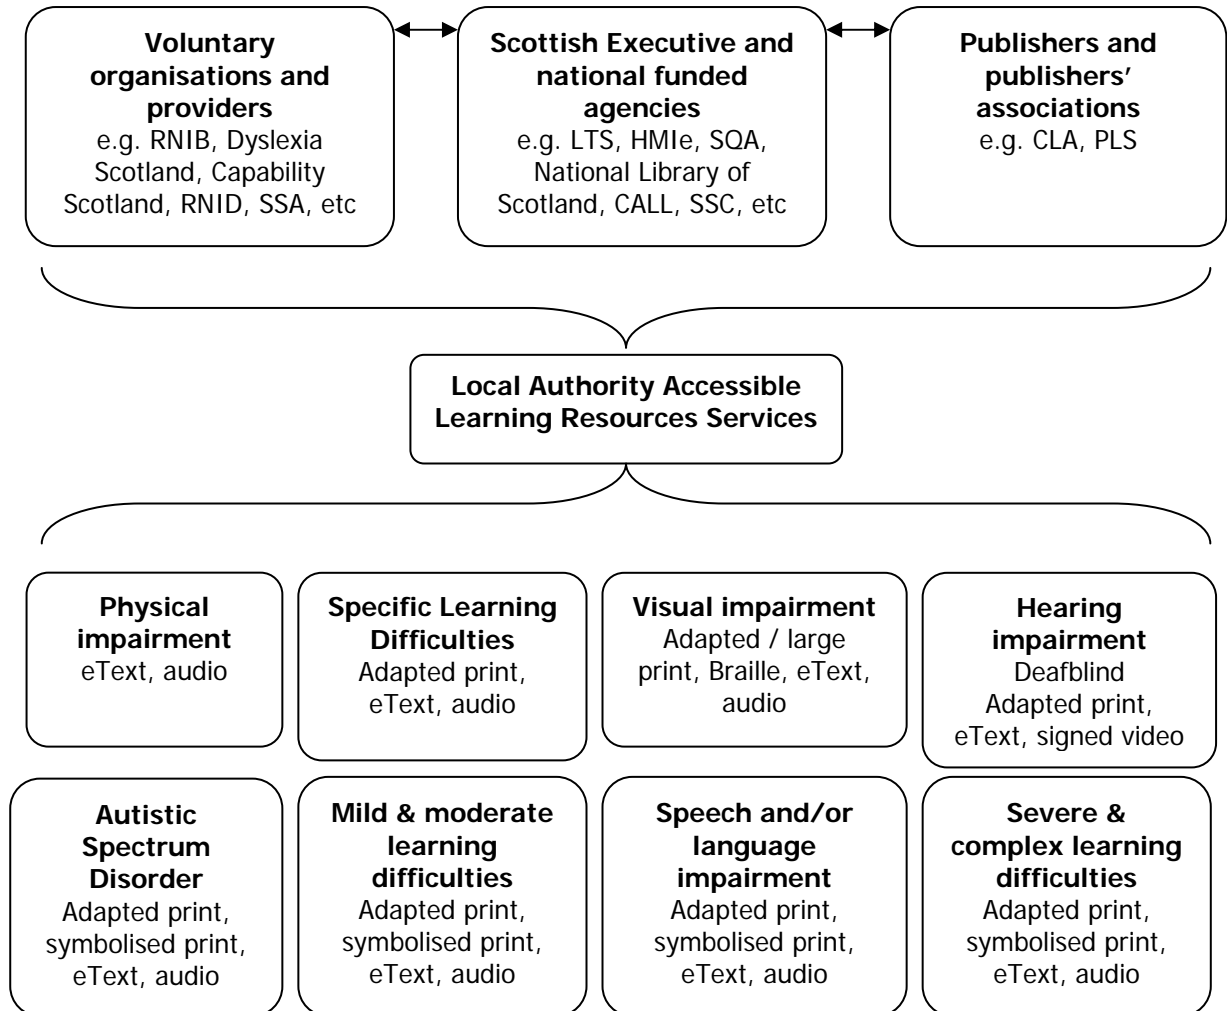 Voluntary
organisations and
providers
e.g. RNIB, Dyslexia
Scotland, Capability
Scotland, RNID, SSA, etc
Scottish Executive and
national funded
agencies
e.g. LTS, HMIe, SQA,
National Library of
Scotland, CALL, SSC, etc
Publishers and
publishers’
associations
e.g. CLA, PLS
Local Authority Accessible
Learning Resources Services
Physical
impairment
eText, audio
Specific Learning
Difficulties
Adapted print,
eText, audio
Visual impairment
Adapted / large
print, Braille, eText,
audio
Hearing
impairment
Deafblind
Adapted print,
eText, signed video
Autistic
Spectrum
Disorder
Adapted print,
symbolised print,
eText, audio
Mild & moderate
learning
difficulties
Adapted print,
symbolised print,
eText, audio
Speech and/or
language
impairment
Adapted print,
symbolised print,
eText, audio
Severe &
complex learning
difficulties
Adapted print,
symbolised print,
eText, audio